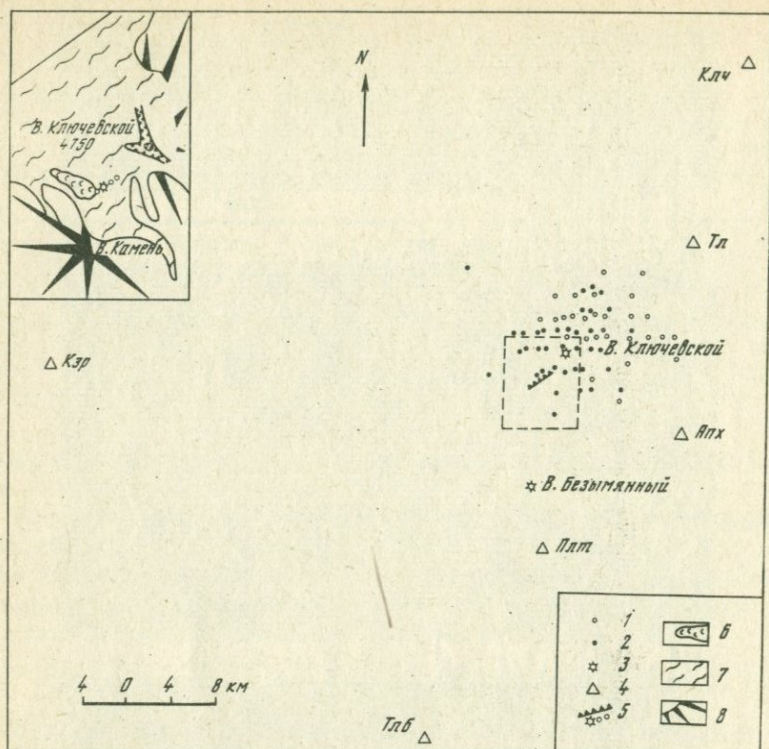 N
Клч
В. Ключевской
4750
В. Камень
Тл
Кзр
В. Ключевской
Апх
В. Безымянный
Плт
4 0 4 8 км
Тлб
1
2
3
4
5
6
7
8